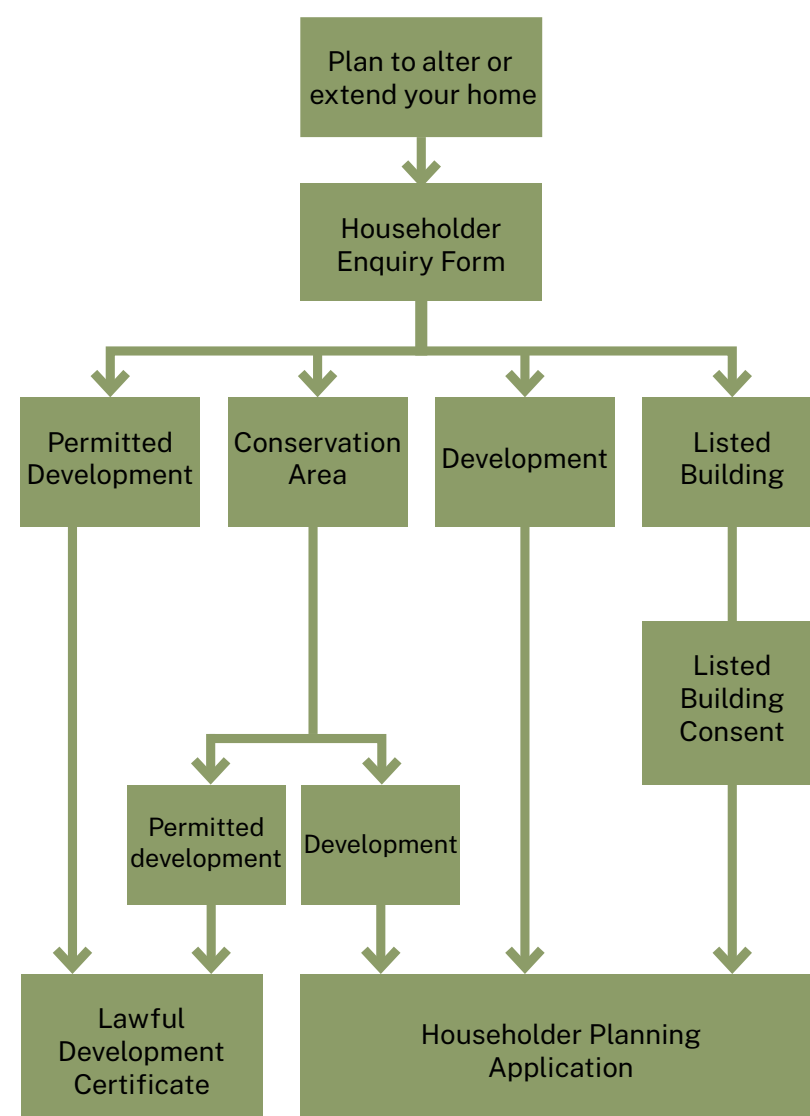 Plan to alter or
extend your home
Householder
Enquiry Form
Permitted
Development
Conservation
Area
Development
Listed
Building
Listed
Building
Consent
Permitted
development
Development
Lawful
Development
Certificate
Householder Planning
Application